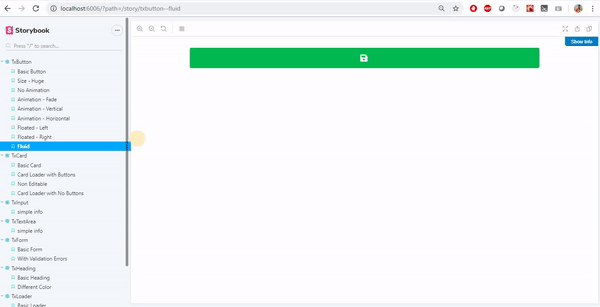 localhost:6006/?path=/story/txbutton--fluid
Storybook
Press "/" to search...
Show Info
TxButton
Basic Button
Size - Huge
No Animation
Animation - Fade
Animation - Vertical
Animation - Horizontal
Floated - Left
Floated - Right
fluid
TxCard
Basic Card
Card Loader with Buttons
Non Editable
Card Loader with No Buttons
TxInput
simple info
TxTextArea
simple info
TxForm
Basic Form
With Validation Errors
TxHeading
Basic Heading
Different Color
TxLoader
Basic Loader